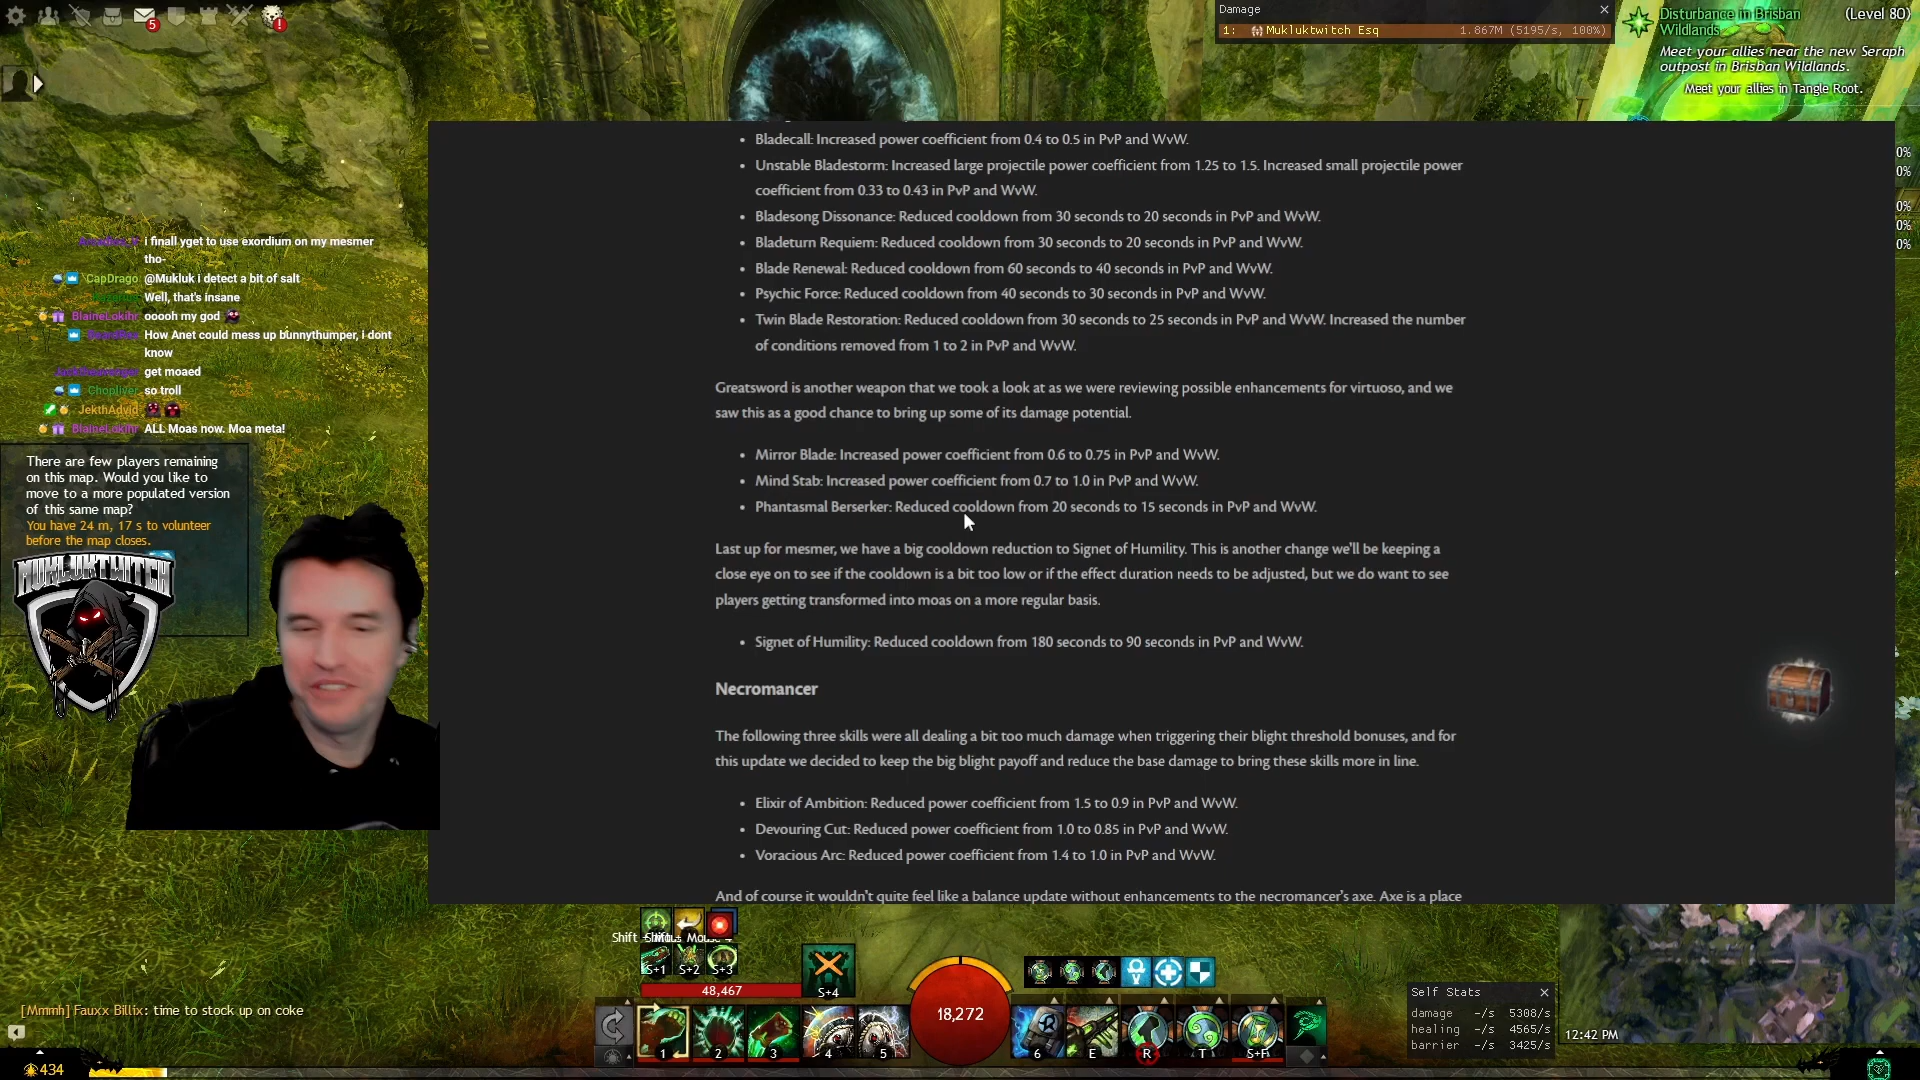 Damage
1: Mukluktwitch Esq 1.867M (5195/s, 100%)
Disturbance in Brisban
Wildlands
(Level 80)
Meet your allies near the new Seraph
outpost in Brisban Wildlands.
Meet your allies in Tangle Root.
5
0%
0%
0%
0%
0%
• Bladecall: Increased power coefficient from 0.4 to 0.5 in PvP and WvW.
• Unstable Bladestorm: Increased large projectile power coefficient from 1.25 to 1.5. Increased small projectile power
coefficient from 0.33 to 0.43 in PvP and WvW.
• Bladesong Dissonance: Reduced cooldown from 30 seconds to 20 seconds in PvP and WvW.
• Bladeturn Requiem: Reduced cooldown from 30 seconds to 20 seconds in PvP and WvW.
• Blade Renewal: Reduced cooldown from 60 seconds to 40 seconds in PvP and WvW.
• Psychic Force: Reduced cooldown from 40 seconds to 30 seconds in PvP and WvW.
• Twin Blade Restoration: Reduced cooldown from 30 seconds to 25 seconds in PvP and WvW. Increased the number
of conditions removed from 1 to 2 in PvP and WvW.
Greatsword is another weapon that we took a look at as we were reviewing possible enhancements for virtuoso, and we
saw this as a good chance to bring up some of its damage potential.
• Mirror Blade: Increased power coefficient from 0.6 to 0.75 in PvP and WvW.
• Mind Stab: Increased power coefficient from 0.7 to 1.0 in PvP and WvW.
• Phantasmal Berserker: Reduced cooldown from 20 seconds to 15 seconds in PvP and WvW.
Last up for mesmer, we have a big cooldown reduction to Signet of Humility. This is another change we'll be keeping a
close eye on to see if the cooldown is a bit too low or if the effect duration needs to be adjusted, but we do want to see
players getting transformed into moas on a more regular basis.
• Signet of Humility: Reduced cooldown from 180 seconds to 90 seconds in PvP and WvW.
Necromancer
The following three skills were all dealing a bit too much damage when triggering their blight threshold bonuses, and for
this update we decided to keep the big blight payoff and reduce the base damage to bring these skills more in line.
• Elixir of Ambition: Reduced power coefficient from 1.5 to 0.9 in PvP and WvW.
• Devouring Cut: Reduced power coefficient from 1.0 to 0.85 in PvP and WvW.
• Voracious Arc: Reduced power coefficient from 1.4 to 1.0 in PvP and WvW.
And of course it wouldn't quite feel like a balance update without enhancements to the necromancer's axe. Axe is a place
i finall yget to use exordium on my mesmer
tho-
CapDrago @Mukluk i detect a bit of salt
Well, that's insane
BlaineLokihr ooooh my god
How Anet could mess up bunnythumper, i dont
know
get moaed
Chopliver so troll
JekthAdvid
BlaineLokihr ALL Moas now. Moa meta!
There are few players remaining
on this map. Would you like to
move to a more populated version
of this same map?
You have 24 m, 17 s to volunteer
before the map closes.
MUKLUKTWITCH
[Mmmh] Fauxx Billix: time to stock up on coke
434
Shift
S+1
S+2
S+3
S+4
48,467
1
2
3
4
5
18,272
6
E
R
T
S+F
Self Stats
damage -/s 5308/s
healing -/s 4565/s
barrier -/s 3425/s
12:42 PM